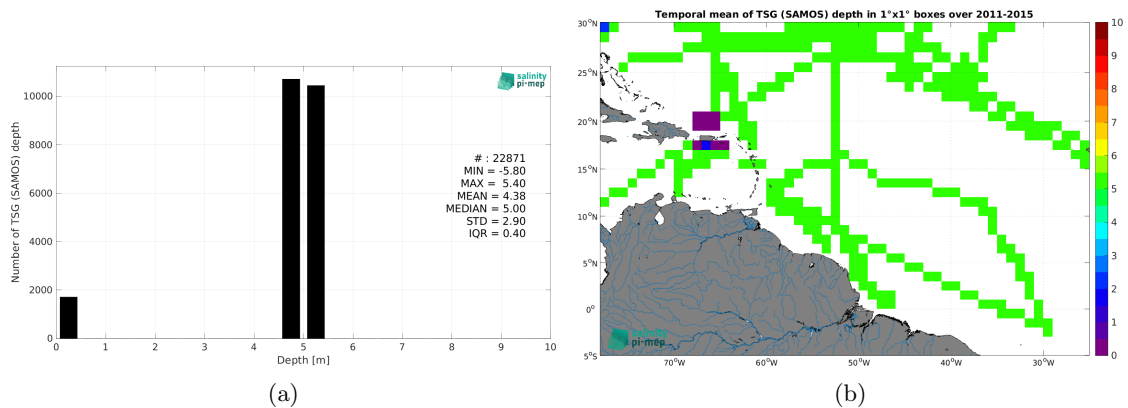 salinity
pi-mep
# : 22871
MIN = -5.80
MAX = 5.40
MEAN = 4.38
MEDIAN = 5.00
STD = 2.90
IQR = 0.40
Number of TSG (SAMOS) depth
10000
8000
6000
4000
2000
0
0 1 2 3 4 5 6 7 8 9 10
Depth [m]
(a)
Temporal mean of TSG (SAMOS) depth in 1°x1° boxes over 2011-2015
30°N
25°N
20°N
15°N
10°N
5°N
0°
5°S
70°W 60°W 50°W 40°W 30°W
salinity
pi-mep
10
9
8
7
6
5
4
3
2
1
0
(b)